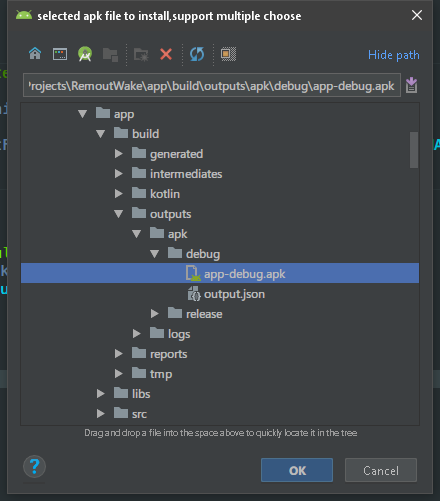 selected apk file to install,support multiple choose
Hide path
rojects\RemoutWake\app\build\outputs\apk\debug\app-debug.apk
app
build
generated
intermediates
kotlin
outputs
apk
debug
app-debug.apk
output.json
release
logs
reports
tmp
libs
src
Drag and drop a file into the space above to quickly locate it in the tree
?
OK
Cancel